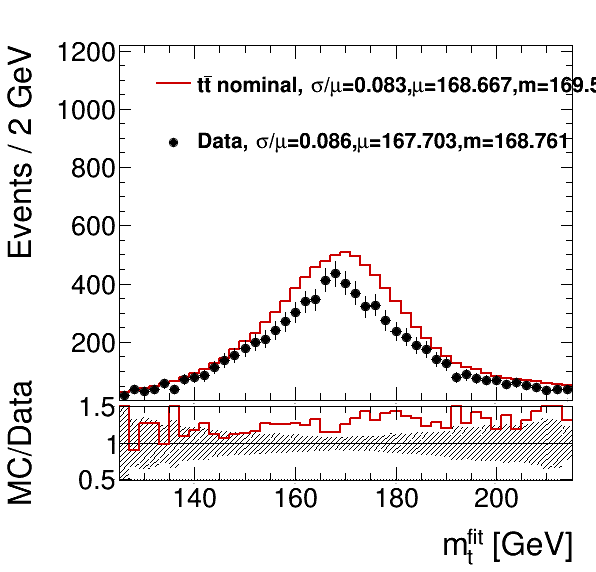 1200
1000
800
600
400
200
Events / 2 GeV
tt̄ nominal, σ/μ=0.083,μ=168.667,m=169.5
Data, σ/μ=0.086,μ=167.703,m=168.761
1.5
1
0.5
MC/Data
140 160 180 200
m_t^fit [GeV]